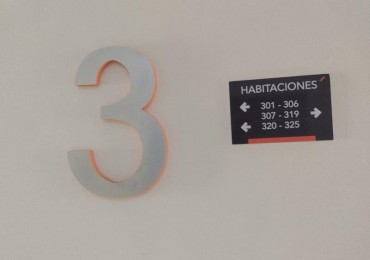 3
HABITACIONES
← 301 - 306
307 - 319 →
← 320 - 325